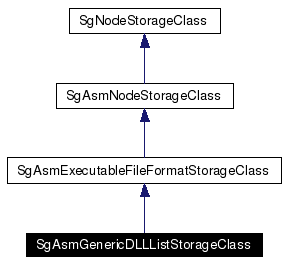 SgNodeStorageClass
SgAsmNodeStorageClass
SgAsmExecutableFileFormatStorageClass
SgAsmGenericDLLListStorageClass